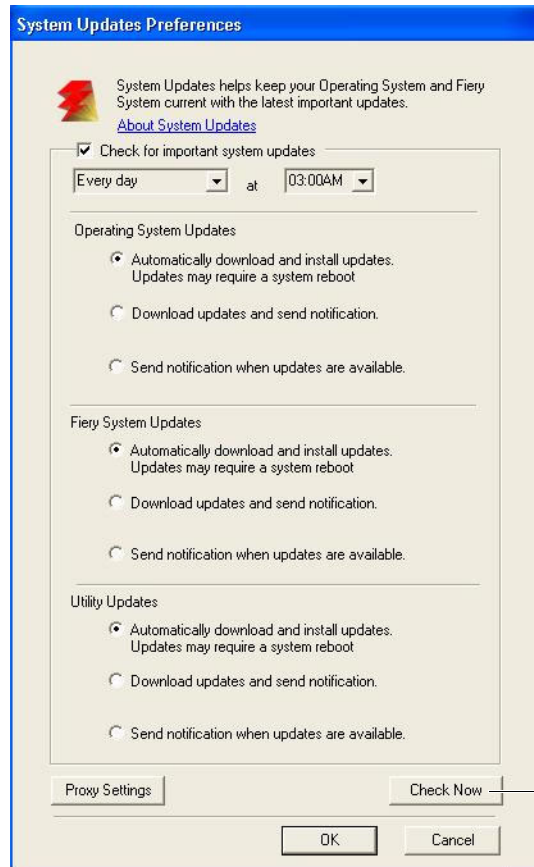 System Updates Preferences
System Updates helps keep your Operating System and Fiery
System current with the latest important updates.
About System Updates
Check for important system updates
Every day at 03:00AM
Operating System Updates
Automatically download and install updates.
Updates may require a system reboot
Download updates and send notification.
Send notification when updates are available.
Fiery System Updates
Automatically download and install updates.
Updates may require a system reboot
Download updates and send notification.
Send notification when updates are available.
Utility Updates
Automatically download and install updates.
Updates may require a system reboot
Download updates and send notification.
Send notification when updates are available.
Proxy Settings Check Now
OK Cancel